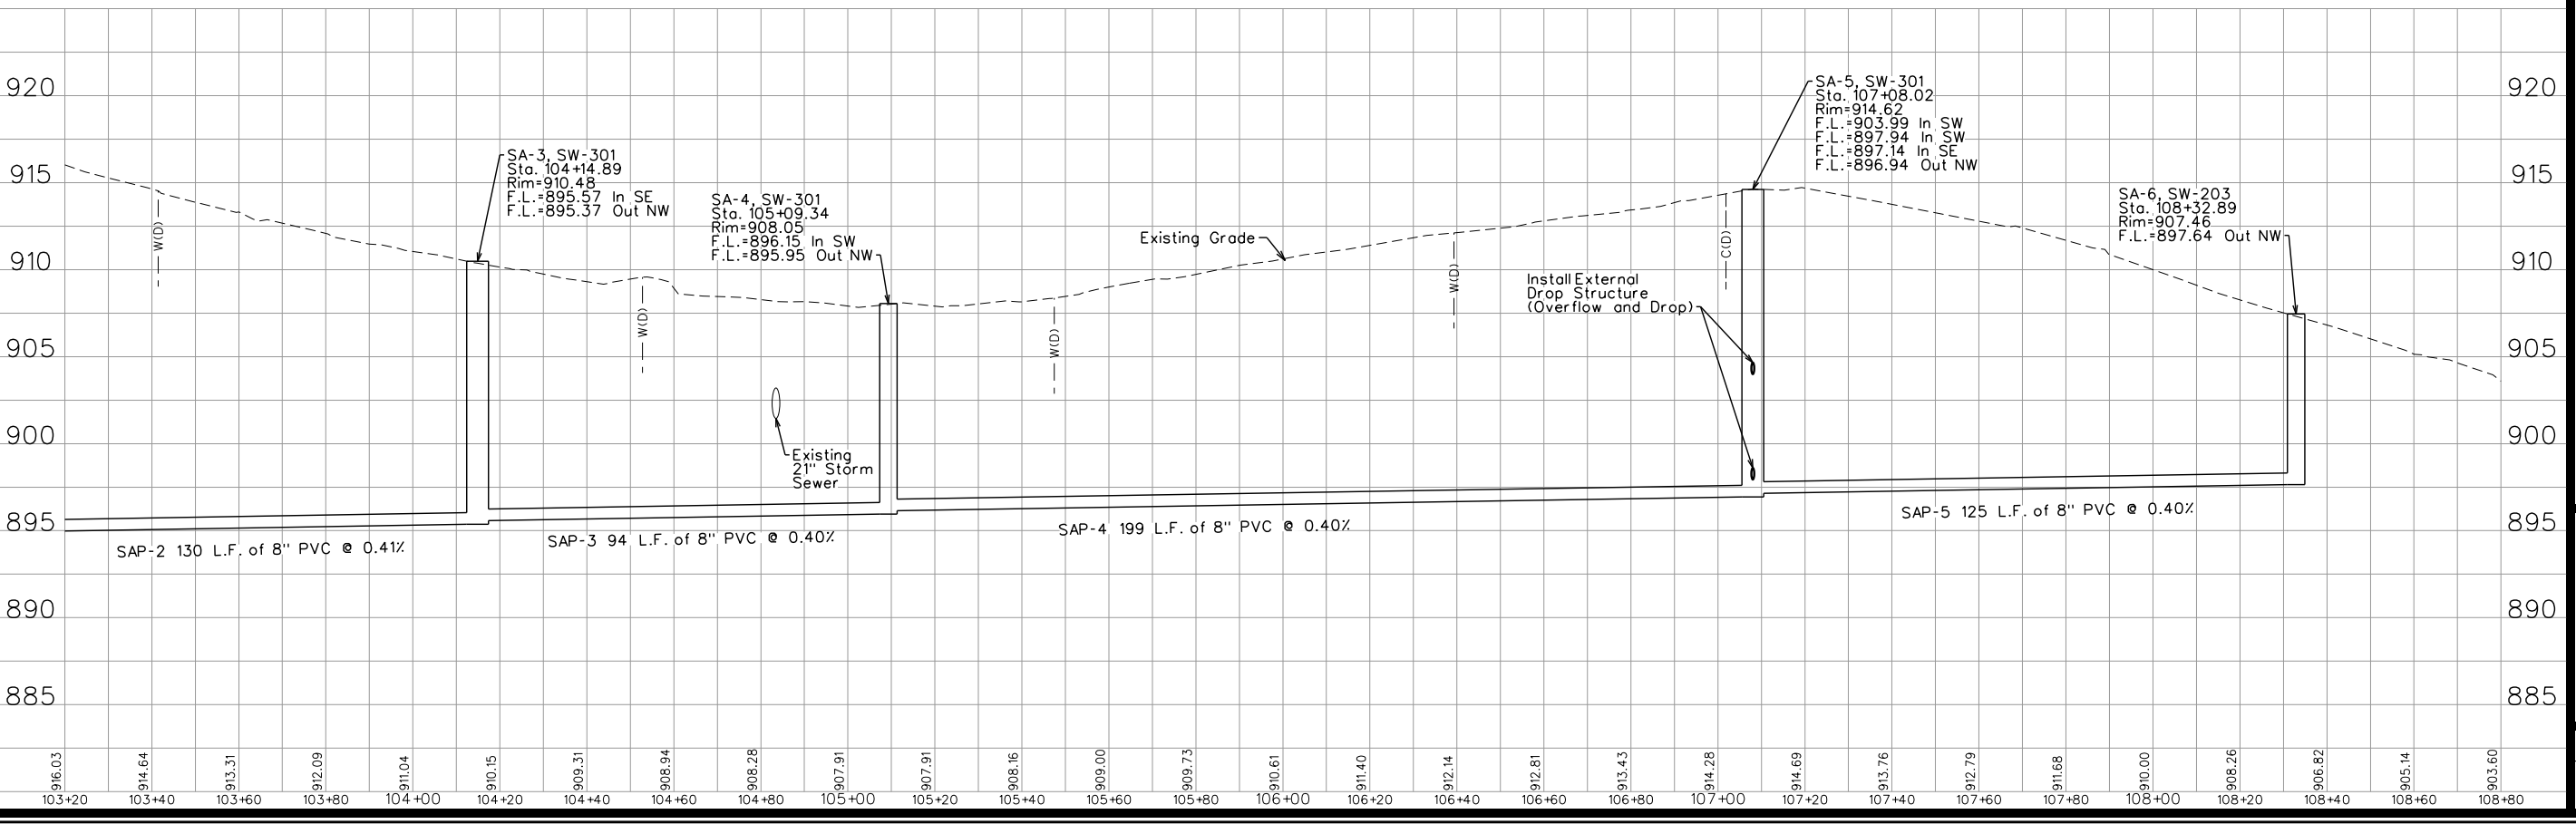 920
915
910
905
900
895
890
885
SA-3, SW-301
Sta. 104+14.89
Rim=910.48
F.L.=895.57 In SE
F.L.=895.37 Out NW
SA-4, SW-301
Sta. 105+09.34
Rim=908.05
F.L.=896.15 In SW
F.L.=895.95 Out NW
Existing Grade
SA-5, SW-301
Sta. 107+08.02
Rim=914.62
F.L.=903.99 In SW
F.L.=897.94 In SW
F.L.=897.14 In SE
F.L.=896.94 Out NW
SA-6, SW-203
Sta. 108+32.89
Rim=907.46
F.L.=897.64 Out NW
Install External
Drop Structure
(Overflow and Drop)
W(D)
W(D)
W(D)
W(D)
C(D)
Existing
21" Storm
Sewer
SAP-2 130 L.F. of 8" PVC @ 0.41%
SAP-3 94 L.F. of 8" PVC @ 0.40%
SAP-4 199 L.F. of 8" PVC @ 0.40%
SAP-5 125 L.F. of 8" PVC @ 0.40%
920
915
910
905
900
895
890
885
916.03
914.64
913.31
912.09
911.04
910.15
909.31
908.94
908.28
907.91
907.91
908.16
909.00
909.73
910.61
911.40
912.14
912.81
913.43
914.28
914.69
913.76
912.79
911.68
910.00
908.26
906.82
905.14
903.60
103+20
103+40
103+60
103+80
104+00
104+20
104+40
104+60
104+80
105+00
105+20
105+40
105+60
105+80
106+00
106+20
106+40
106+60
106+80
107+00
107+20
107+40
107+60
107+80
108+00
108+20
108+40
108+60
108+80